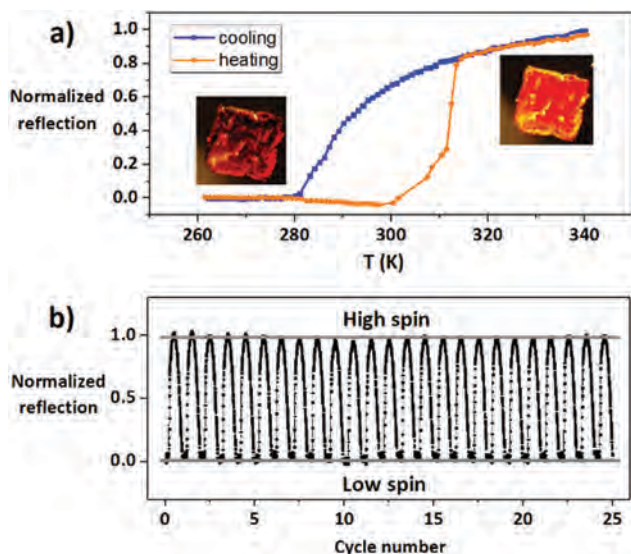 a)
cooling
heating
Normalized
reflection
1.0
0.8
0.6
0.4
0.2
0.0
260 280 300 320 340
T (K)
b)
High spin
Normalized
reflection
1.0
0.5
0.0
Low spin
0 5 10 15 20 25
Cycle number